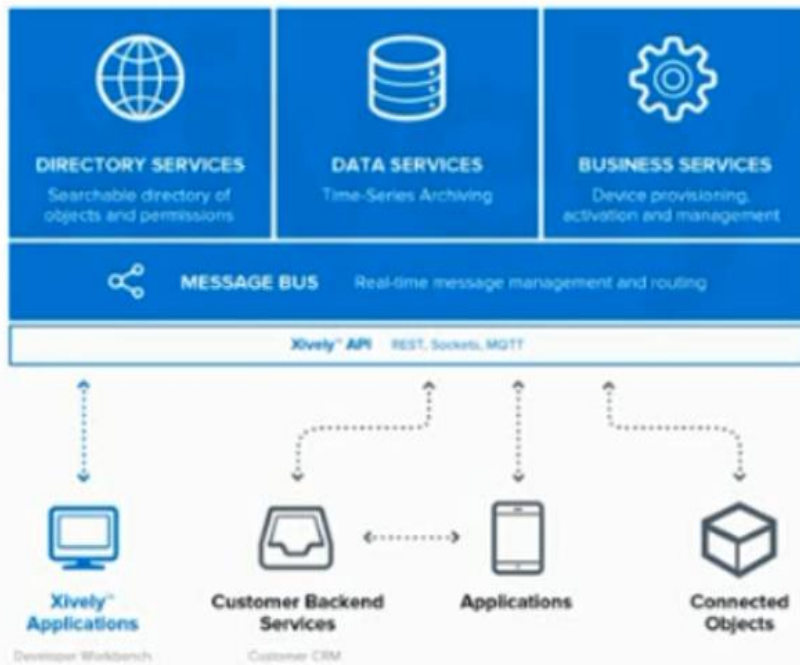 DIRECTORY SERVICES
Searchable directory of
objects and permissions
DATA SERVICES
Time-Series Archiving
BUSINESS SERVICES
Device provisioning,
activation and management
MESSAGE BUS Real-time message management and routing
Xively™ API REST, Sockets, MQTT
Xively™
Applications
Developer Workbench
Customer Backend
Services
Customer CRM
Applications
Connected
Objects